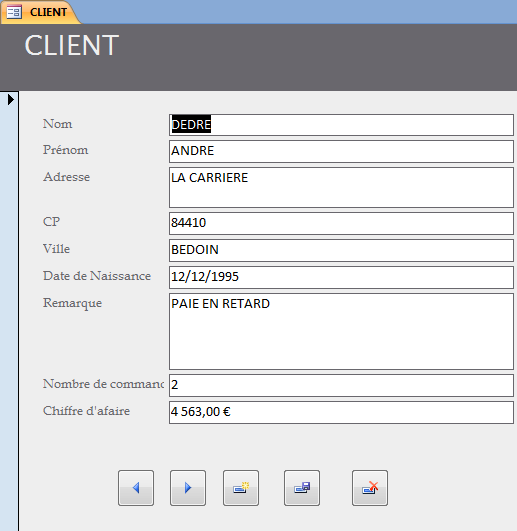 CLIENT
CLIENT
Nom DEDRE
Prénom ANDRE
Adresse LA CARRIERE
CP 84410
Ville BEDOIN
Date de Naissance 12/12/1995
Remarque PAIE EN RETARD
Nombre de commanc 2
Chiffre d'afaire 4 563,00 €